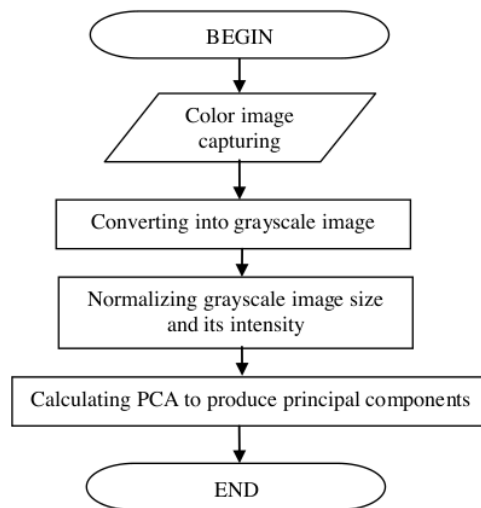 BEGIN
Color image
capturing
Converting into grayscale image
Normalizing grayscale image size
and its intensity
Calculating PCA to produce principal components
END